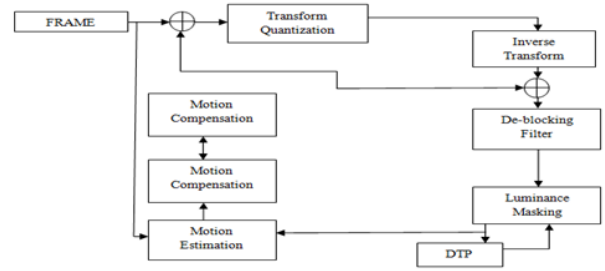 FRAME
Transform
Quantization
Inverse
Transform
De-blocking
Filter
Motion
Compensation
Motion
Compensation
Luminance
Masking
Motion
Estimation
DTP